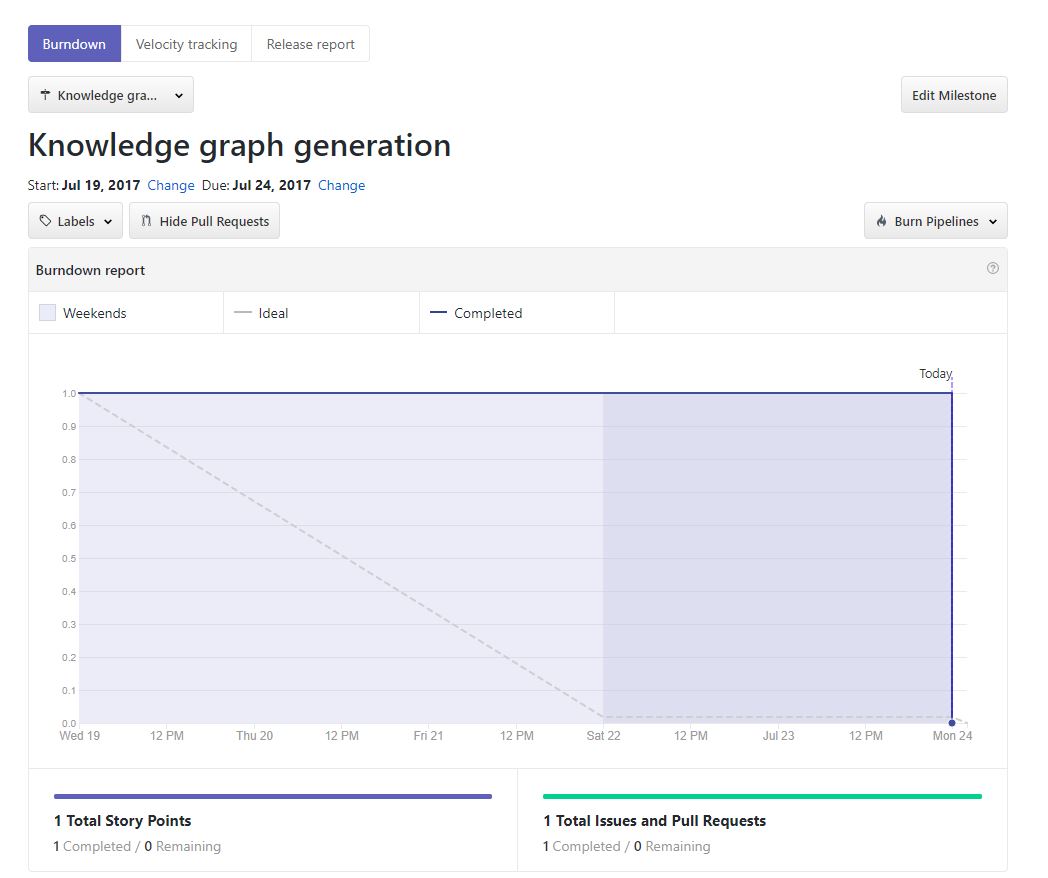 Burndown Velocity tracking Release report
Knowledge gra... Edit Milestone
Knowledge graph generation
Start: Jul 19, 2017 Change Due: Jul 24, 2017 Change
Labels Hide Pull Requests Burn Pipelines
Burndown report
Weekends Ideal Completed
Today
1.0
0.9
0.8
0.7
0.6
0.5
0.4
0.3
0.2
0.1
0.0
Wed 19 12 PM Thu 20 12 PM Fri 21 12 PM Sat 22 12 PM Jul 23 12 PM Mon 24
1 Total Story Points
1 Completed / 0 Remaining
1 Total Issues and Pull Requests
1 Completed / 0 Remaining